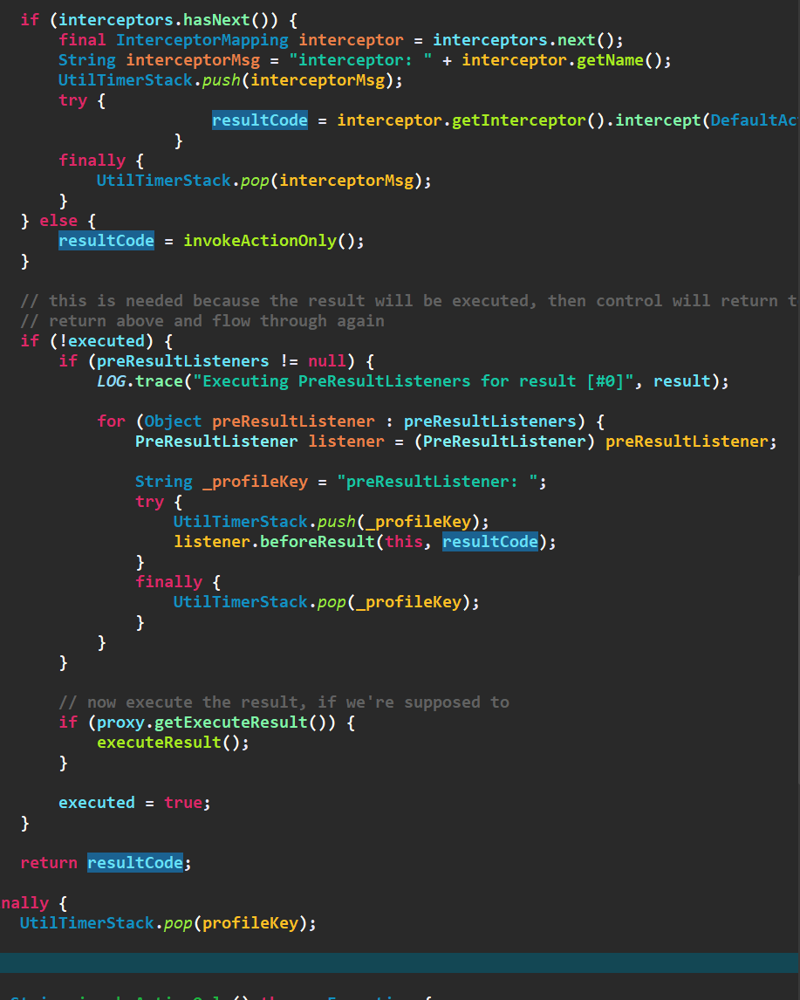 if (interceptors.hasNext()) {
final InterceptorMapping interceptor = interceptors.next();
String interceptorMsg = "interceptor: " + interceptor.getName();
UtilTimerStack.push(interceptorMsg);
try {
resultCode = interceptor.getInterceptor().intercept(DefaultAc
}
finally {
UtilTimerStack.pop(interceptorMsg);
}
} else {
resultCode = invokeActionOnly();
}
// this is needed because the result will be executed, then control will return t
// return above and flow through again
if (!executed) {
if (preResultListeners != null) {
LOG.trace("Executing PreResultListeners for result [#0]", result);
for (Object preResultListener : preResultListeners) {
PreResultListener listener = (PreResultListener) preResultListener;
String _profileKey = "preResultListener: ";
try {
UtilTimerStack.push(_profileKey);
listener.beforeResult(this, resultCode);
}
finally {
UtilTimerStack.pop(_profileKey);
}
}
}
// now execute the result, if we're supposed to
if (proxy.getExecuteResult()) {
executeResult();
}
executed = true;
}
return resultCode;
nally {
UtilTimerStack.pop(profileKey);